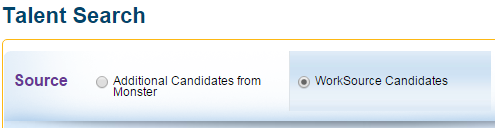 Talent Search
Source
Additional Candidates from
Monster
WorkSource Candidates